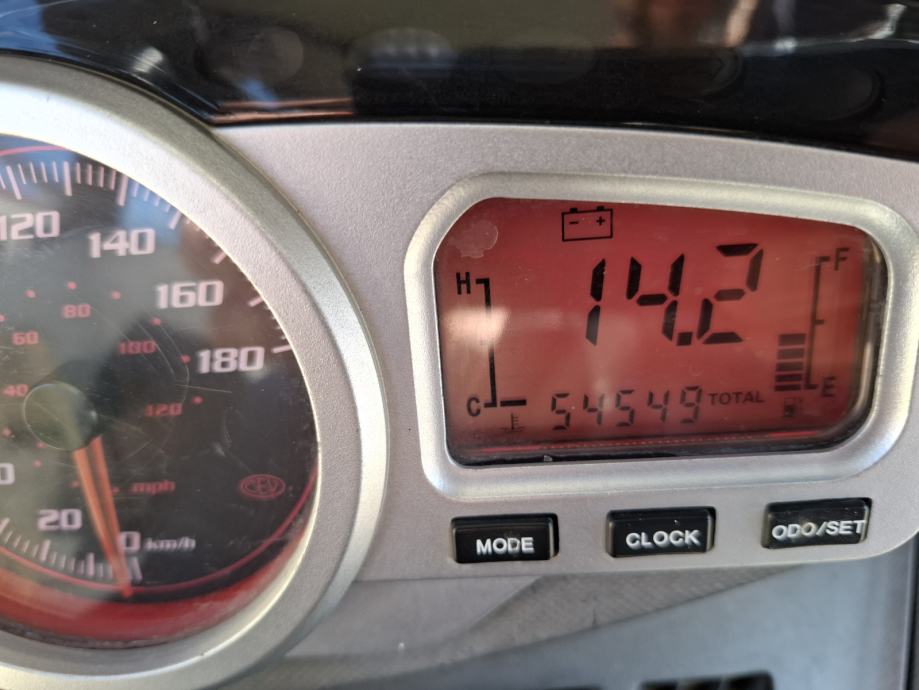 120
140
160
180
60
80
100
40
120
mph
20
0 km/h
- +
14.2
H
C
F
E
54549 TOTAL
MODE
CLOCK
ODO/SET